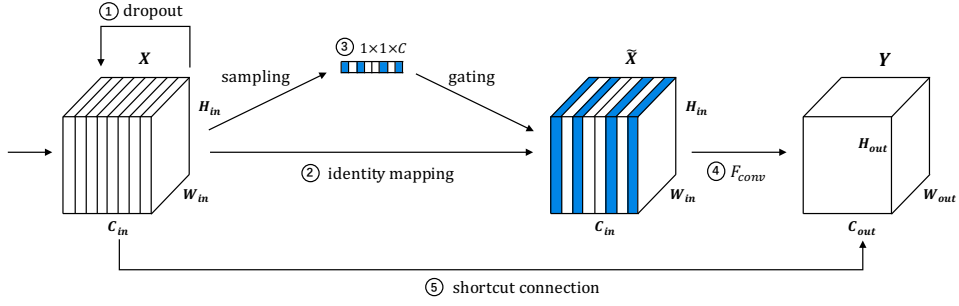 ① dropout
X
H_in
W_in
C_in
sampling
③ 1×1×C
gating
② identity mapping
X̃
H_in
W_in
C_in
④ F_conv
Y
H_out
W_out
C_out
⑤ shortcut connection